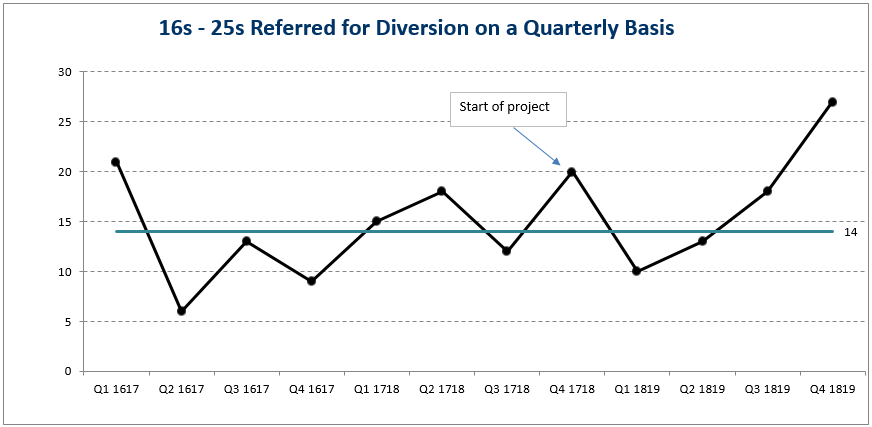 16s - 25s Referred for Diversion on a Quarterly Basis
30
25
20
15
10
5
0
Start of project
14
Q1 1617 Q2 1617 Q3 1617 Q4 1617 Q1 1718 Q2 1718 Q3 1718 Q4 1718 Q1 1819 Q2 1819 Q3 1819 Q4 1819